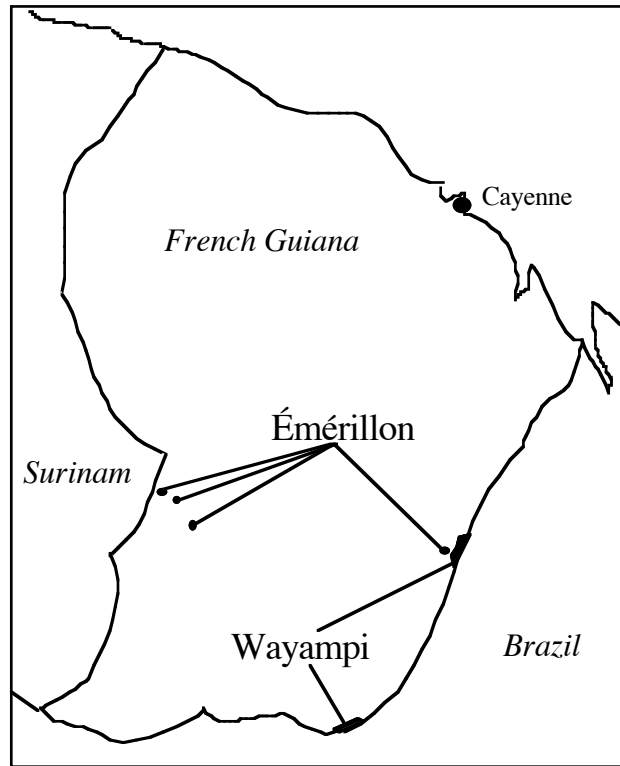 Cayenne
French Guiana
Émérillon
Surinam
Wayampi
Brazil